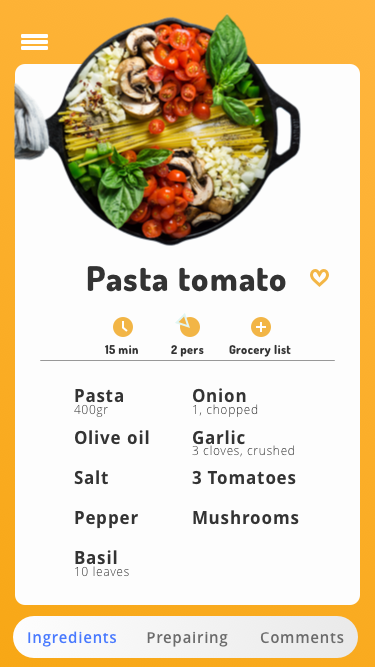 Pasta tomato
15 min
2 pers
Grocery list
Pasta
400gr
Olive oil
Salt
Pepper
Basil
10 leaves
Onion
1, chopped
Garlic
3 cloves, crushed
3 Tomatoes
Mushrooms
Ingredients
Prepairing
Comments